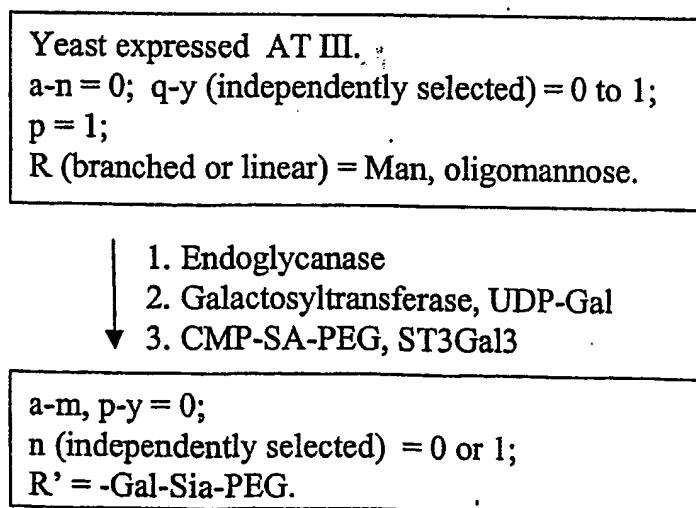 Yeast expressed AT III.
a-n = 0; q-y (independently selected) = 0 to 1;
p = 1;
R (branched or linear) = Man, oligomannose.
1. Endoglycanase
2. Galactosyltransferase, UDP-Gal
3. CMP-SA-PEG, ST3Gal3
a-m, p-y = 0;
n (independently selected) = 0 or 1;
R’ = -Gal-Sia-PEG.